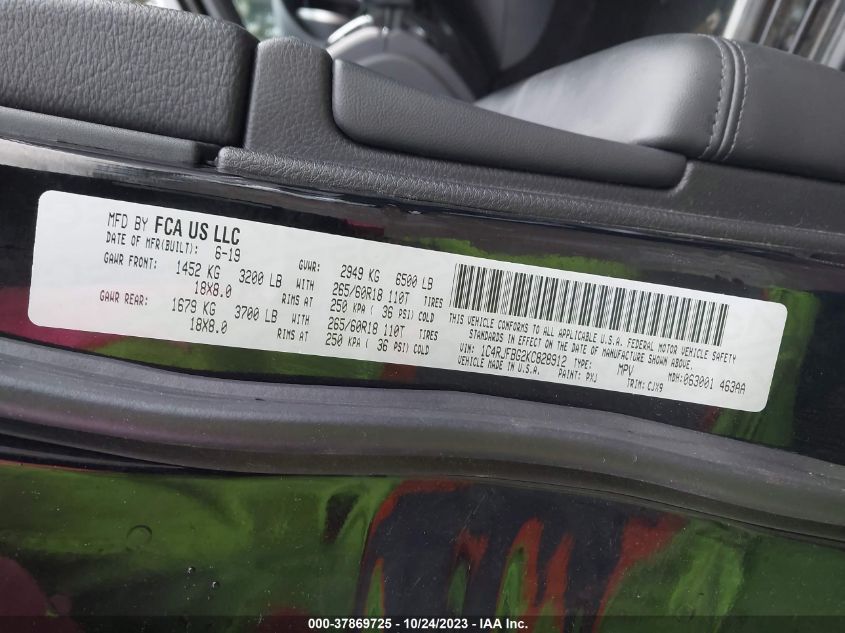 MFD BY FCA US LLC
DATE OF MFR(BUILT): 6-19
GVWR: 2949 KG 6500 LB
GAWR FRONT: 1452 KG 3200 LB WITH 265/60R18 110T TIRES
18X8.0 RIMS AT 250 KPA ( 36 PSI) COLD
GAWR REAR: 1679 KG 3700 LB WITH 265/60R18 110T TIRES
18X8.0 RIMS AT 250 KPA ( 36 PSI) COLD
THIS VEHICLE CONFORMS TO ALL APPLICABLE U.S.A. FEDERAL MOTOR VEHICLE SAFETY
STANDARDS IN EFFECT ON THE DATE OF MANUFACTURE SHOWN ABOVE.
VIN: 1C4RJFBG2KC828912 TYPE: MPV MDH: 063001 463AA
VEHICLE MADE IN U.S.A. PAINT: PXJ TRIM: CJX9
000-37869725 - 10/24/2023 - IAAI.COM